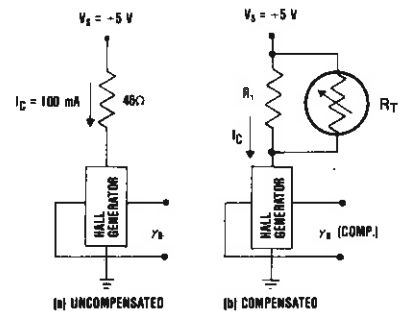 Vs = +5 V
IC = 100 mA
46Ω
HALL GENERATOR
VH
(a) UNCOMPENSATED
VS = +5 V
R1
RT
IC
HALL GENERATOR
VH (COMP.)
(b) COMPENSATED